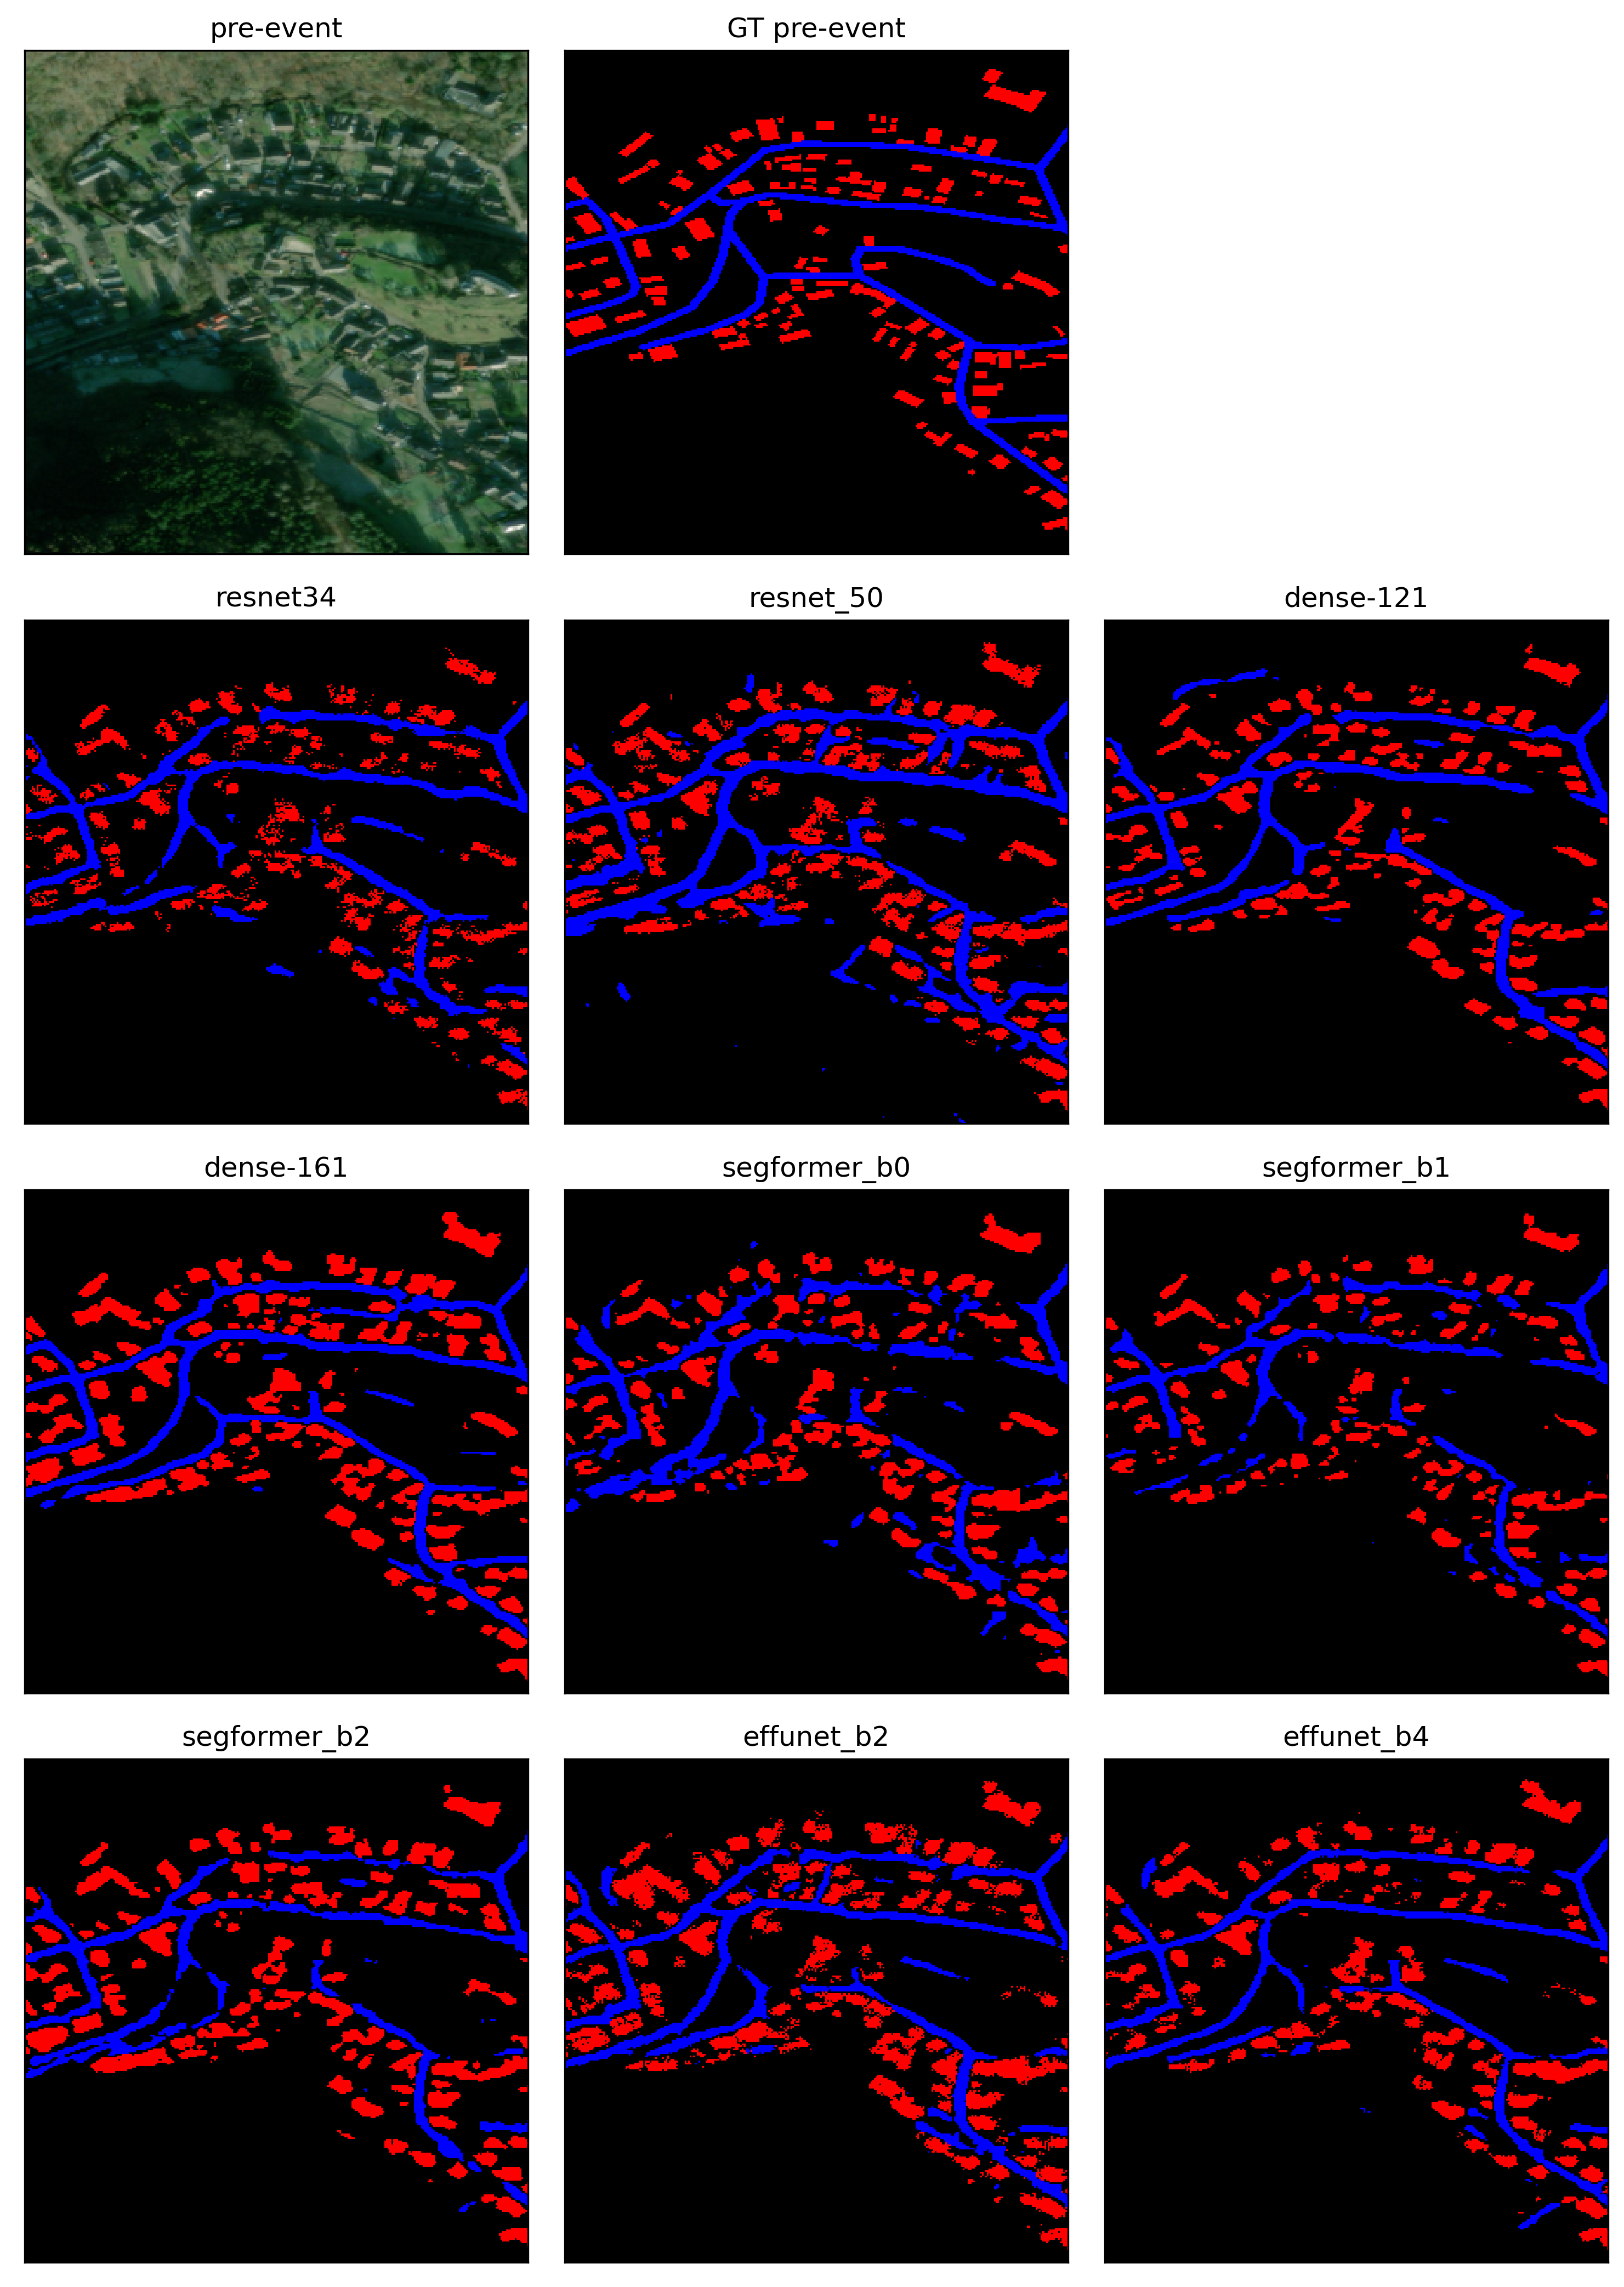 pre-event
GT pre-event
resnet34
resnet_50
dense-121
dense-161
segformer_b0
segformer_b1
segformer_b2
effunet_b2
effunet_b4